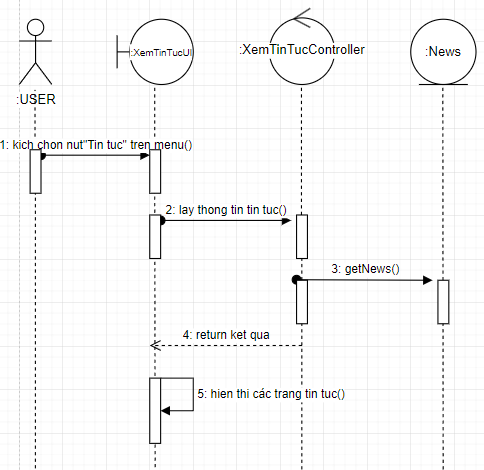 :USER
:XemTinTucUI
:XemTinTucController
:News
1: kich chon nut"Tin tuc" tren menu()
2: lay thong tin tin tuc()
3: getNews()
4: return ket qua
5: hien thi các trang tin tuc()